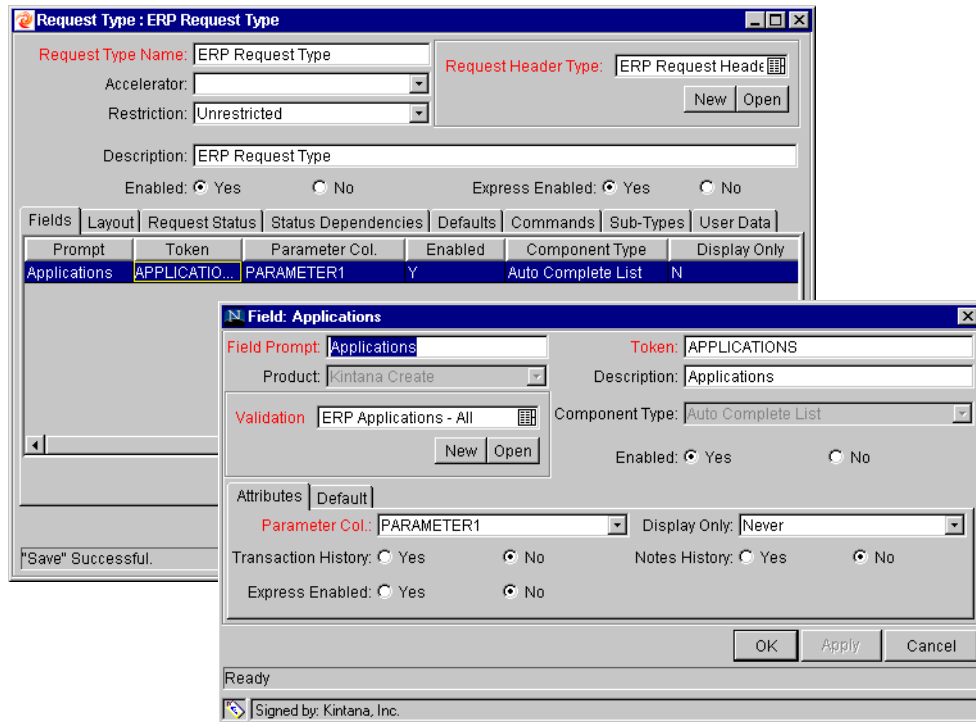 Request Type : ERP Request Type
Request Type Name: ERP Request Type
Request Header Type: ERP Request Heade
Accelerator:
New Open
Restriction: Unrestricted
Description: ERP Request Type
Enabled: Yes No Express Enabled: Yes No
Fields Layout Request Status Status Dependencies Defaults Commands Sub-Types User Data
Prompt Token Parameter Col. Enabled Component Type Display Only
Applications APPLICATIO... PARAMETER1 Y Auto Complete List N
"Save" Successful.
Field: Applications
Field Prompt: Applications Token: APPLICATIONS
Product: Kintana Create Description: Applications
Validation ERP Applications - All Component Type: Auto Complete List
New Open Enabled: Yes No
Attributes Default
Parameter Col.: PARAMETER1 Display Only: Never
Transaction History: Yes No Notes History: Yes No
Express Enabled: Yes No
OK Apply Cancel
Ready
Signed by: Kintana, Inc.